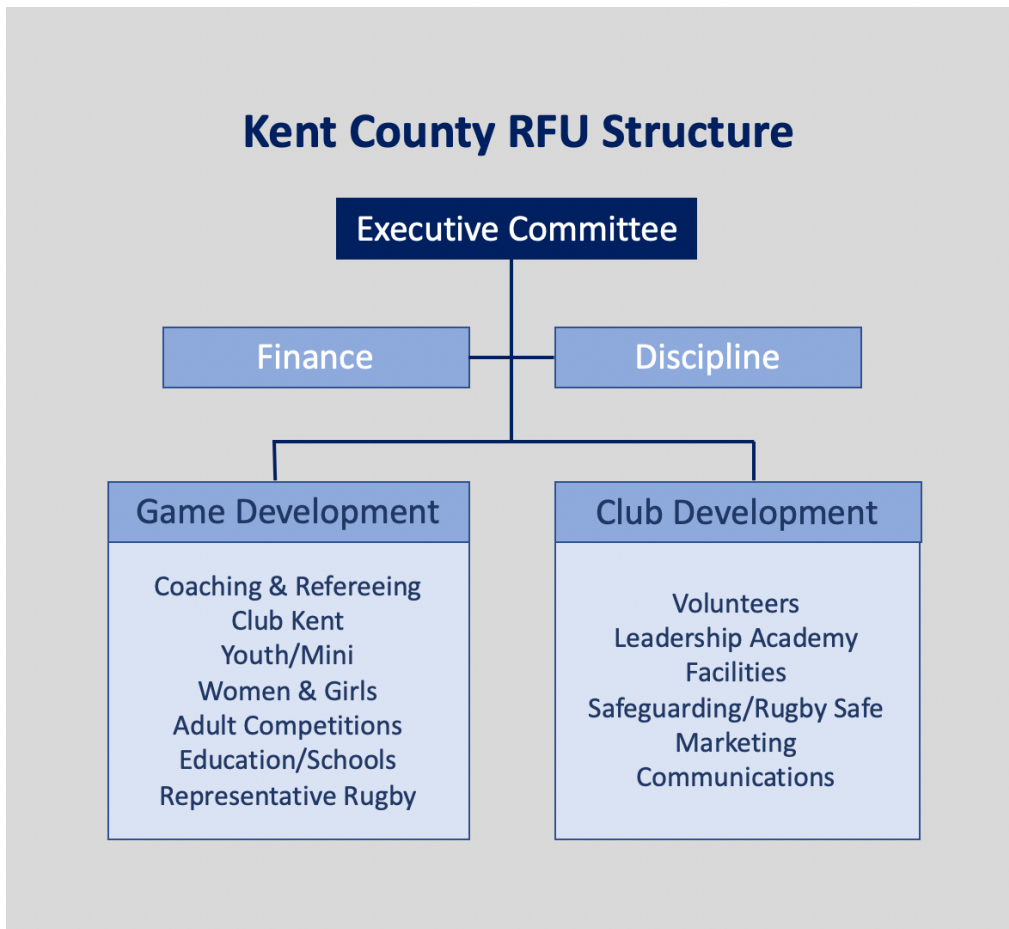 Kent County RFU Structure
Executive Committee
Finance
Discipline
Game Development
Coaching & Refereeing
Club Kent
Youth/Mini
Women & Girls
Adult Competitions
Education/Schools
Representative Rugby
Club Development
Volunteers
Leadership Academy
Facilities
Safeguarding/Rugby Safe
Marketing
Communications